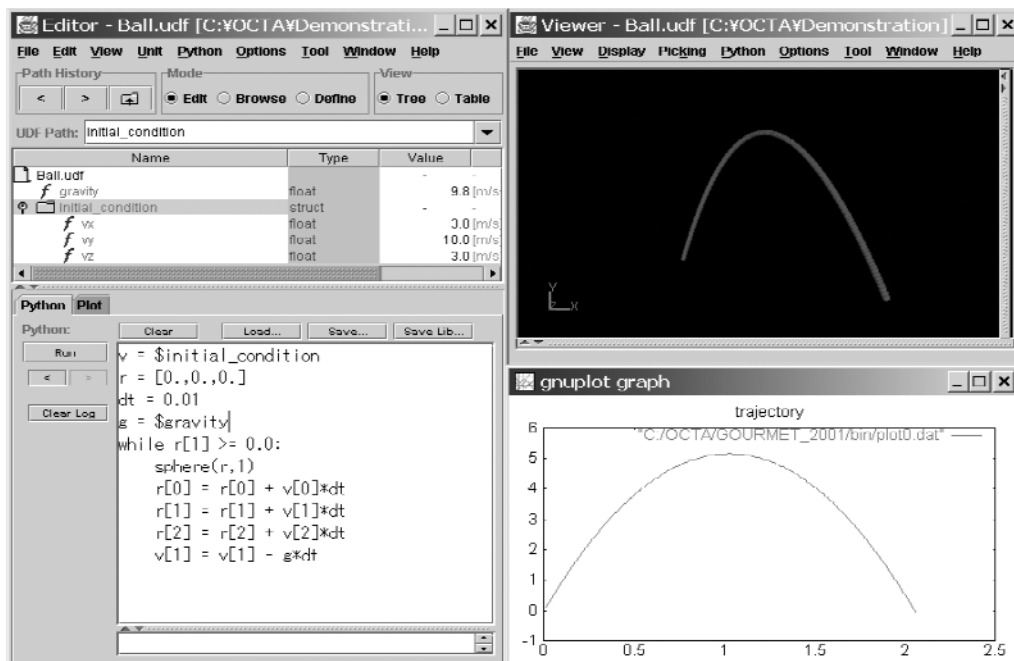 Editor - Ball.udf [C:¥OCTA¥Demonstrati...
File Edit View Unit Python Options Tool Window Help
Path History
Mode
View
< >
Edit Browse Define
Tree Table
UDF Path: initial_condition
Name Type Value
Ball.udf - -
f gravity float 9.8 [m/s
initial_condition struct - -
f vx float 3.0 [m/s
f vy float 10.0 [m/s
f vz float 3.0 [m/s
Python Plot
Python: Clear Load... Save... Save Lib...
Run
< >
Clear Log
v = $initial_condition
r = [0.,0.,0.]
dt = 0.01
g = $gravity
while r[1] >= 0.0:
sphere(r,1)
r[0] = r[0] + v[0]*dt
r[1] = r[1] + v[1]*dt
r[2] = r[2] + v[2]*dt
v[1] = v[1] - g*dt
Viewer - Ball.udf [C:¥OCTA¥Demonstration]
File View Display Picking Python Options Tool Window Help
Y
Z X
gnuplot graph
trajectory
"C:/OCTA/GOURMET_2001/bin/plot0.dat"
6
5
4
3
2
1
0
-1
0 0.5 1 1.5 2 2.5